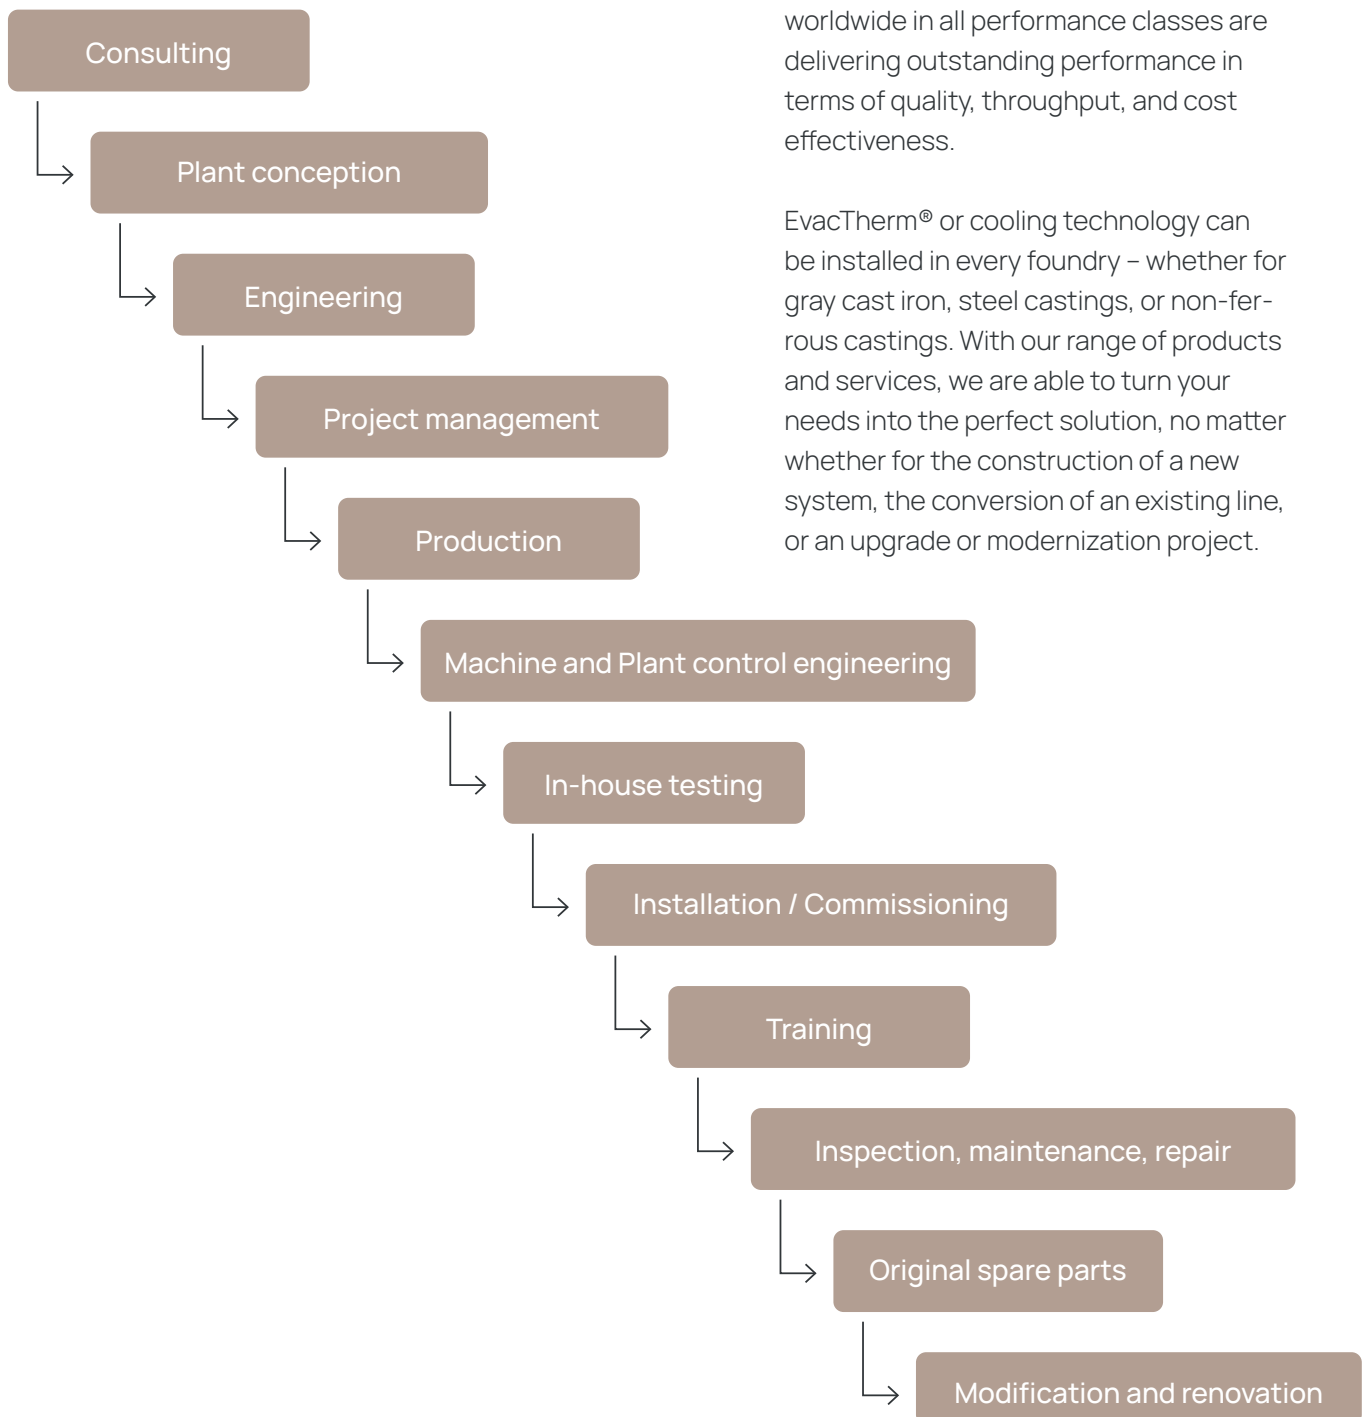 Consulting
Plant conception
Engineering
Project management
Production
Machine and Plant control engineering
In-house testing
Installation / Commissioning
Training
Inspection, maintenance, repair
Original spare parts
Modification and renovation
worldwide in all performance classes are
delivering outstanding performance in
terms of quality, throughput, and cost
effectiveness.
EvacTherm® or cooling technology can
be installed in every foundry – whether for
gray cast iron, steel castings, or non-fer-
rous castings. With our range of products
and services, we are able to turn your
needs into the perfect solution, no matter
whether for the construction of a new
system, the conversion of an existing line,
or an upgrade or modernization project.